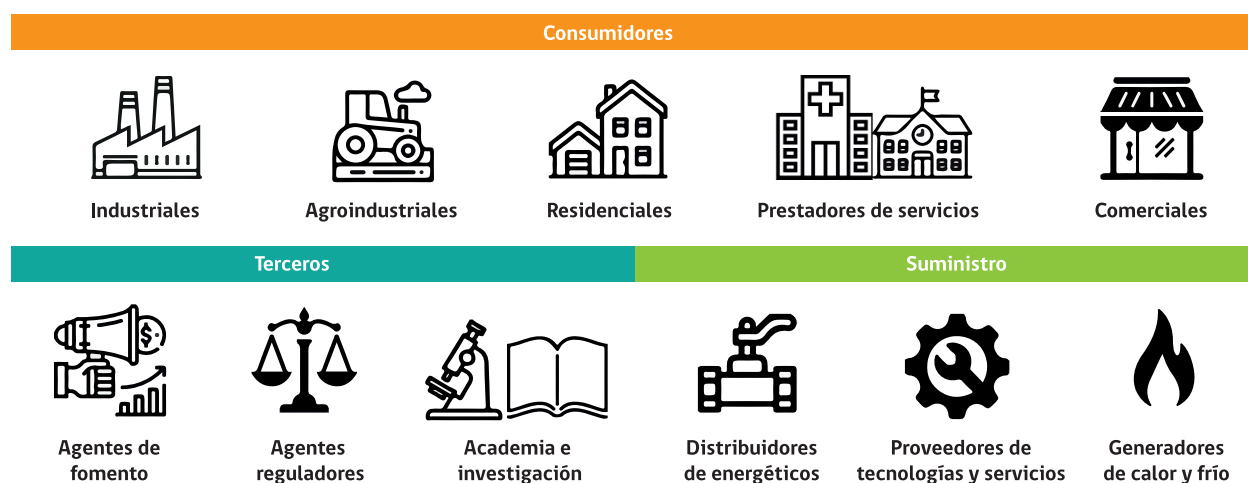 Consumidores
Industriales
Agroindustriales
Residenciales
Prestadores de servicios
Comerciales
Terceros
Suministro
$
Agentes de
fomento
Agentes
reguladores
Academia e
investigación
Distribuidores
de energéticos
Proveedores de
tecnologías y servicios
Generadores
de calor y frío